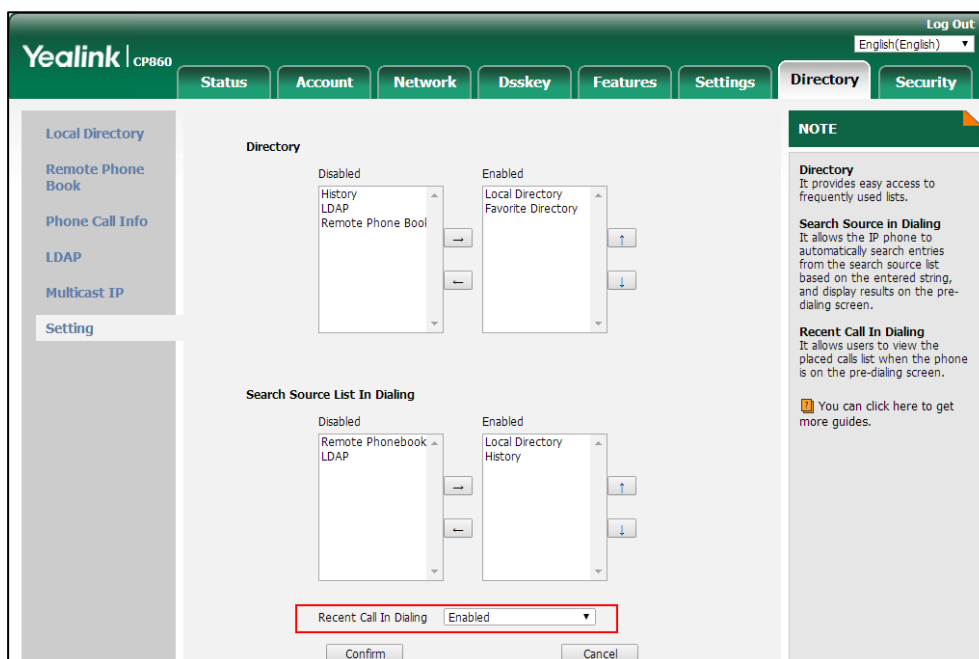 Log Out
English(English)
Yealink CP860
Status Account Network Dsskey Features Settings Directory Security
Local Directory
Remote Phone
Book
Phone Call Info
LDAP
Multicast IP
Setting
Directory
Disabled Enabled
History
LDAP
Remote Phone Book
Local Directory
Favorite Directory
→
←
↑
↓
Search Source List In Dialing
Disabled Enabled
Remote Phonebook
LDAP
Local Directory
History
→
←
↑
↓
Recent Call In Dialing Enabled
Confirm Cancel
NOTE
Directory
It provides easy access to
frequently used lists.
Search Source in Dialing
It allows the IP phone to
automatically search entries
from the search source list
based on the entered string,
and display results on the pre-
dialing screen.
Recent Call In Dialing
It allows users to view the
placed calls list when the phone
is on the pre-dialing screen.
? You can click here to get
more guides.